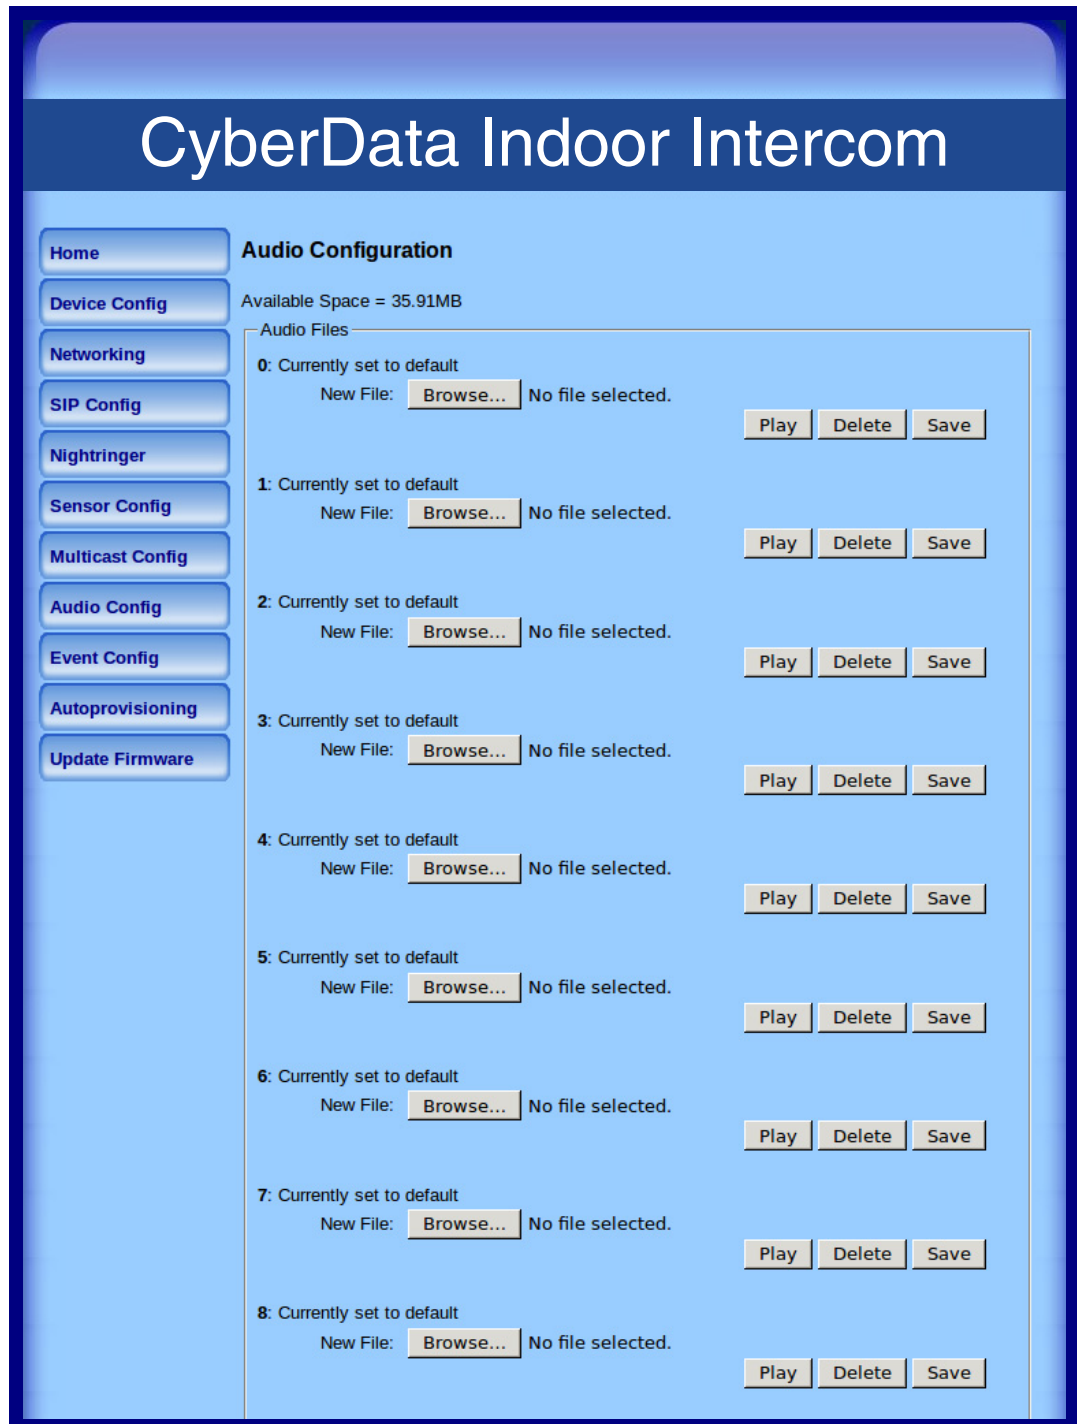 CyberData Indoor Intercom
Home
Device Config
Networking
SIP Config
Nightringer
Sensor Config
Multicast Config
Audio Config
Event Config
Autoprovisioning
Update Firmware
Audio Configuration
Available Space = 35.91MB
Audio Files
0: Currently set to default
New File: Browse... No file selected.
Play Delete Save
1: Currently set to default
New File: Browse... No file selected.
Play Delete Save
2: Currently set to default
New File: Browse... No file selected.
Play Delete Save
3: Currently set to default
New File: Browse... No file selected.
Play Delete Save
4: Currently set to default
New File: Browse... No file selected.
Play Delete Save
5: Currently set to default
New File: Browse... No file selected.
Play Delete Save
6: Currently set to default
New File: Browse... No file selected.
Play Delete Save
7: Currently set to default
New File: Browse... No file selected.
Play Delete Save
8: Currently set to default
New File: Browse... No file selected.
Play Delete Save